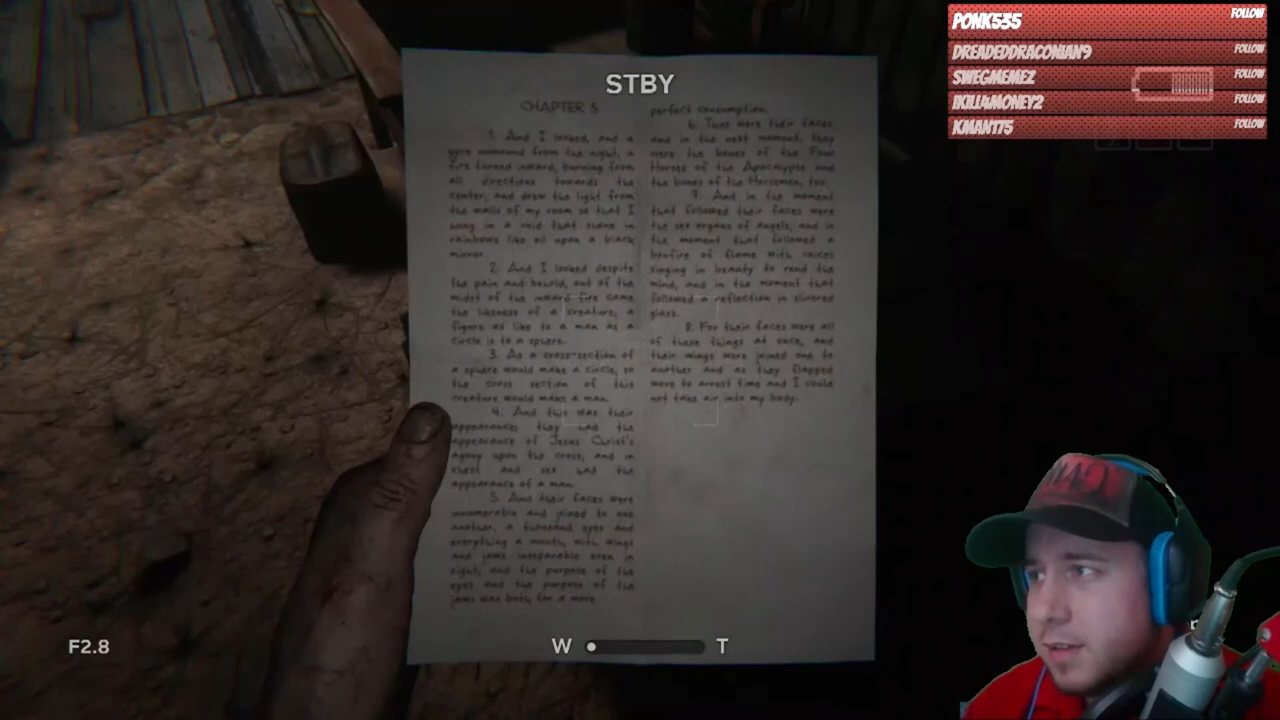 STBY
CHAPTER 5
1. And I looked, and a
gyre unwound from the night, a
fire turned inward, burning from
all directions towards the
center, and drew the light from
the walls of my room so that I
hung in a void that shone in
rainbows like oil upon a black
mirror.
2. And I looked despite
the pain and behold, out of the
midst of the inward fire came
the likeness of a creature, a
figure as like to a man as a
circle is to a sphere.
3. As a cross-section of
a sphere would make a circle, so
the cross section of this
creature would make a man.
4. And this was their
appearance; they had the
appearance of Jesus Christ's
agony upon the cross, and in
chest and sex had the
appearance of a man.
5. And their faces were
innumerable and joined to one
another, a thousand eyes and
everything a mouth, with wings
and jaws inseparable even in
sight; and the purpose of the
eyes and the purpose of the
jaws was both for a more
perfect consumption.
6. That were their faces
and in the next moment, they
were the bones of the Four
Horses of the Apocalypse and
the bones of the Horsemen, too.
7. And in the moment
that followed their faces were
the sex organs of angels, and in
the moment that followed a
bonfire of flame with voices
singing in beauty to rend the
mind, and in the moment that
followed a reflection in silvered
glass.
8. For their faces were all
of these things at once, and
their wings were joined one to
another and as they flapped
were to arrest time and I could
not take air into my body.
F2.8
W T
PONK535 FOLLOW
DREADEDDRACONIAN9 FOLLOW
SWEGMEMEZ FOLLOW
IKILL4MONEY2 FOLLOW
KMAN175 FOLLOW